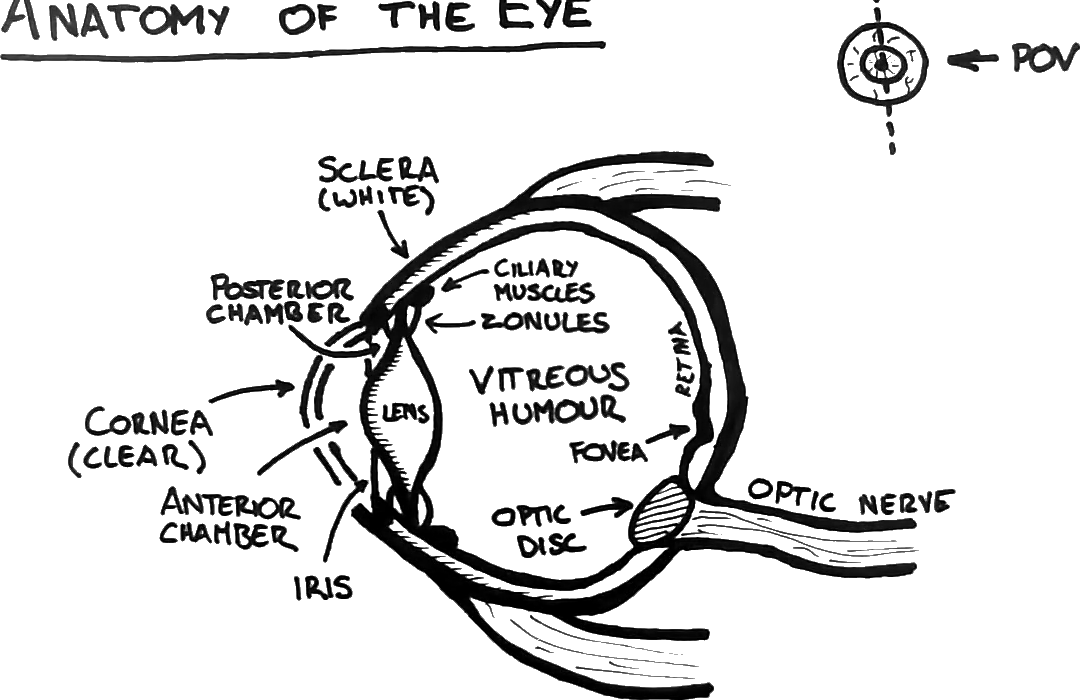 ANATOMY OF THE EYE
POV
SCLERA
(WHITE)
POSTERIOR
CHAMBER
CILIARY
MUSCLES
ZONULES
RETINA
VITREOUS
HUMOUR
LENS
CORNEA
(CLEAR)
FOVEA
ANTERIOR
CHAMBER
OPTIC
DISC
OPTIC NERVE
IRIS